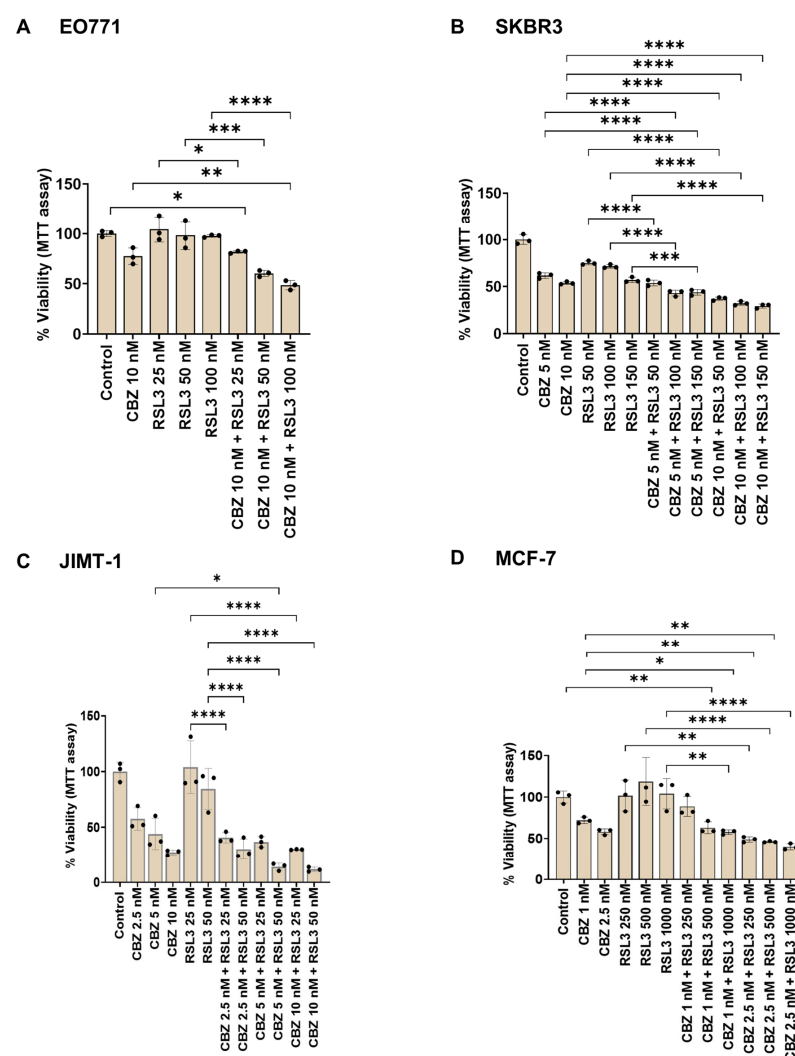 A EO771
****
***
*
**
*
% Viability (MTT assay)
150
100
50
0
Control
CBZ 10 nM
RSL3 25 nM
RSL3 50 nM
RSL3 100 nM
CBZ 10 nM + RSL3 25 nM
CBZ 10 nM + RSL3 50 nM
CBZ 10 nM + RSL3 100 nM
B SKBR3
****
****
****
****
****
****
****
****
****
****
***
% Viability (MTT assay)
150
100
50
0
Control
CBZ 5 nM
CBZ 10 nM
RSL3 50 nM
RSL3 100 nM
RSL3 150 nM
CBZ 5 nM + RSL3 50 nM
CBZ 5 nM + RSL3 100 nM
CBZ 5 nM + RSL3 150 nM
CBZ 10 nM + RSL3 50 nM
CBZ 10 nM + RSL3 100 nM
CBZ 10 nM + RSL3 150 nM
C JIMT-1
*
****
****
****
****
****
% Viability (MTT assay)
150
100
50
0
Control
CBZ 2.5 nM
CBZ 5 nM
CBZ 10 nM
RSL3 25 nM
RSL3 50 nM
CBZ 2.5 nM + RSL3 25 nM
CBZ 2.5 nM + RSL3 50 nM
CBZ 5 nM + RSL3 25 nM
CBZ 5 nM + RSL3 50 nM
CBZ 10 nM + RSL3 25 nM
CBZ 10 nM + RSL3 50 nM
D MCF-7
**
**
*
**
****
****
**
**
% Viability (MTT assay)
150
100
50
0
Control
CBZ 1 nM
CBZ 2.5 nM
RSL3 250 nM
RSL3 500 nM
RSL3 1000 nM
CBZ 1 nM + RSL3 250 nM
CBZ 1 nM + RSL3 500 nM
CBZ 1 nM + RSL3 1000 nM
CBZ 2.5 nM + RSL3 250 nM
CBZ 2.5 nM + RSL3 500 nM
CBZ 2.5 nM + RSL3 1000 nM